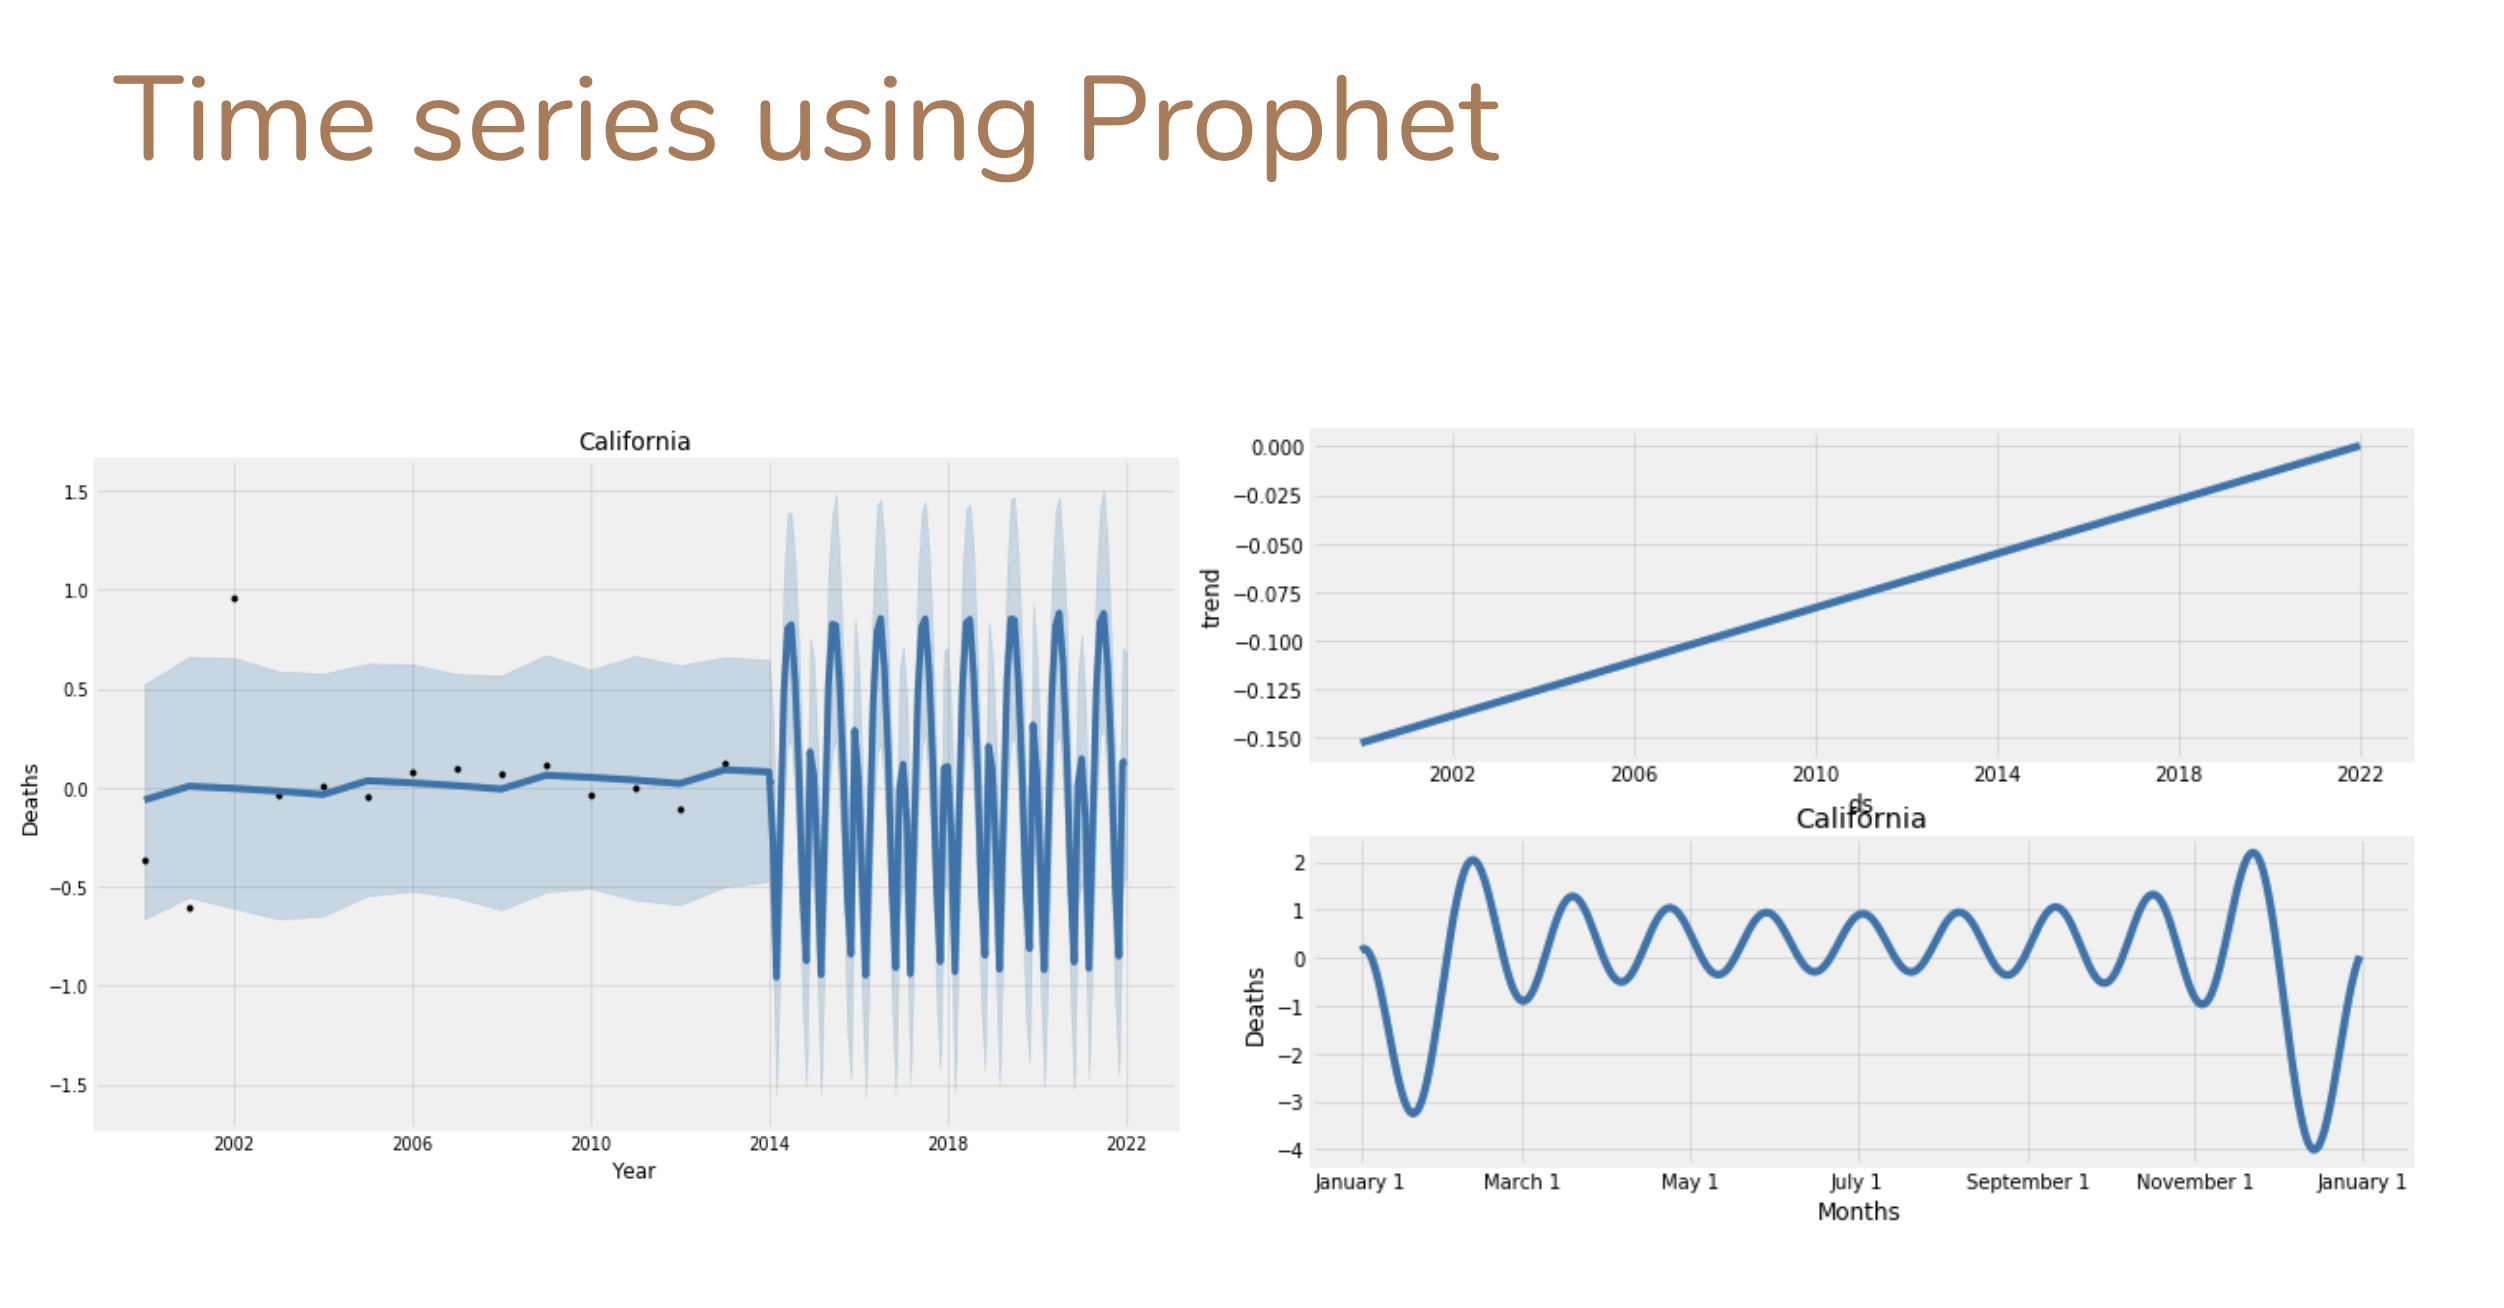 Time series using Prophet
California
1.5
1.0
0.5
0.0
−0.5
−1.0
−1.5
Deaths
2002 2006 2010 2014 2018 2022
Year
0.000
−0.025
−0.050
−0.075
−0.100
−0.125
−0.150
trend
2002 2006 2010 2014 2018 2022
ds
California
2
1
0
−1
−2
−3
−4
Deaths
January 1 March 1 May 1 July 1 September 1 November 1 January 1
Months